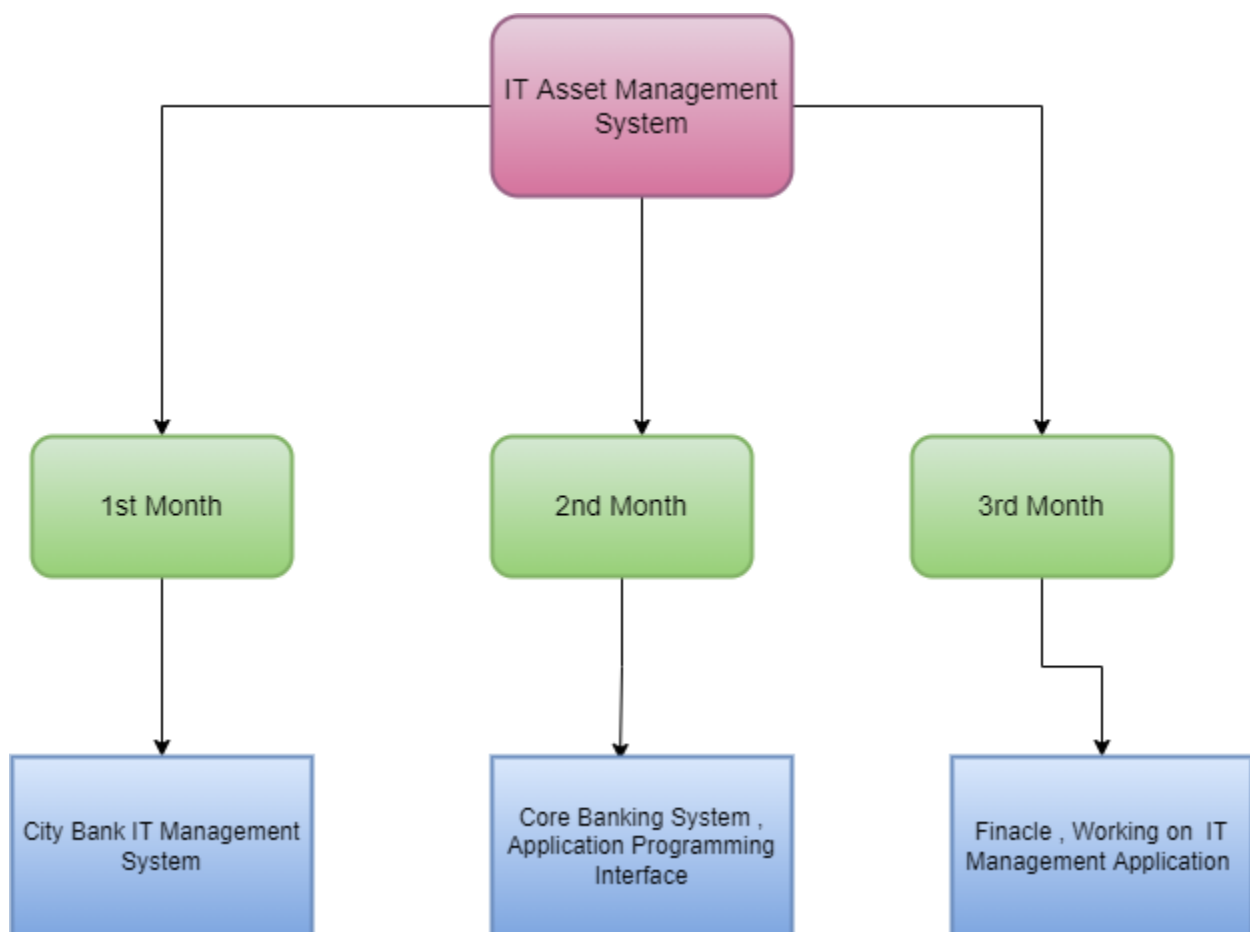 IT Asset Management
System
1st Month
2nd Month
3rd Month
City Bank IT Management
System
Core Banking System ,
Application Programming
Interface
Finacle , Working on  IT
Management Application